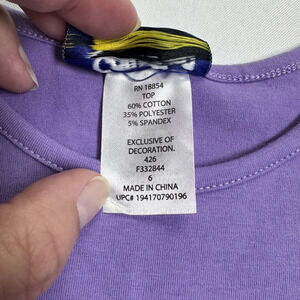 RN 18854
TOP
60% COTTON
35% POLYESTER
5% SPANDEX
EXCLUSIVE OF
DECORATION.
426
F332844
6
MADE IN CHINA
UPC# 194170790196